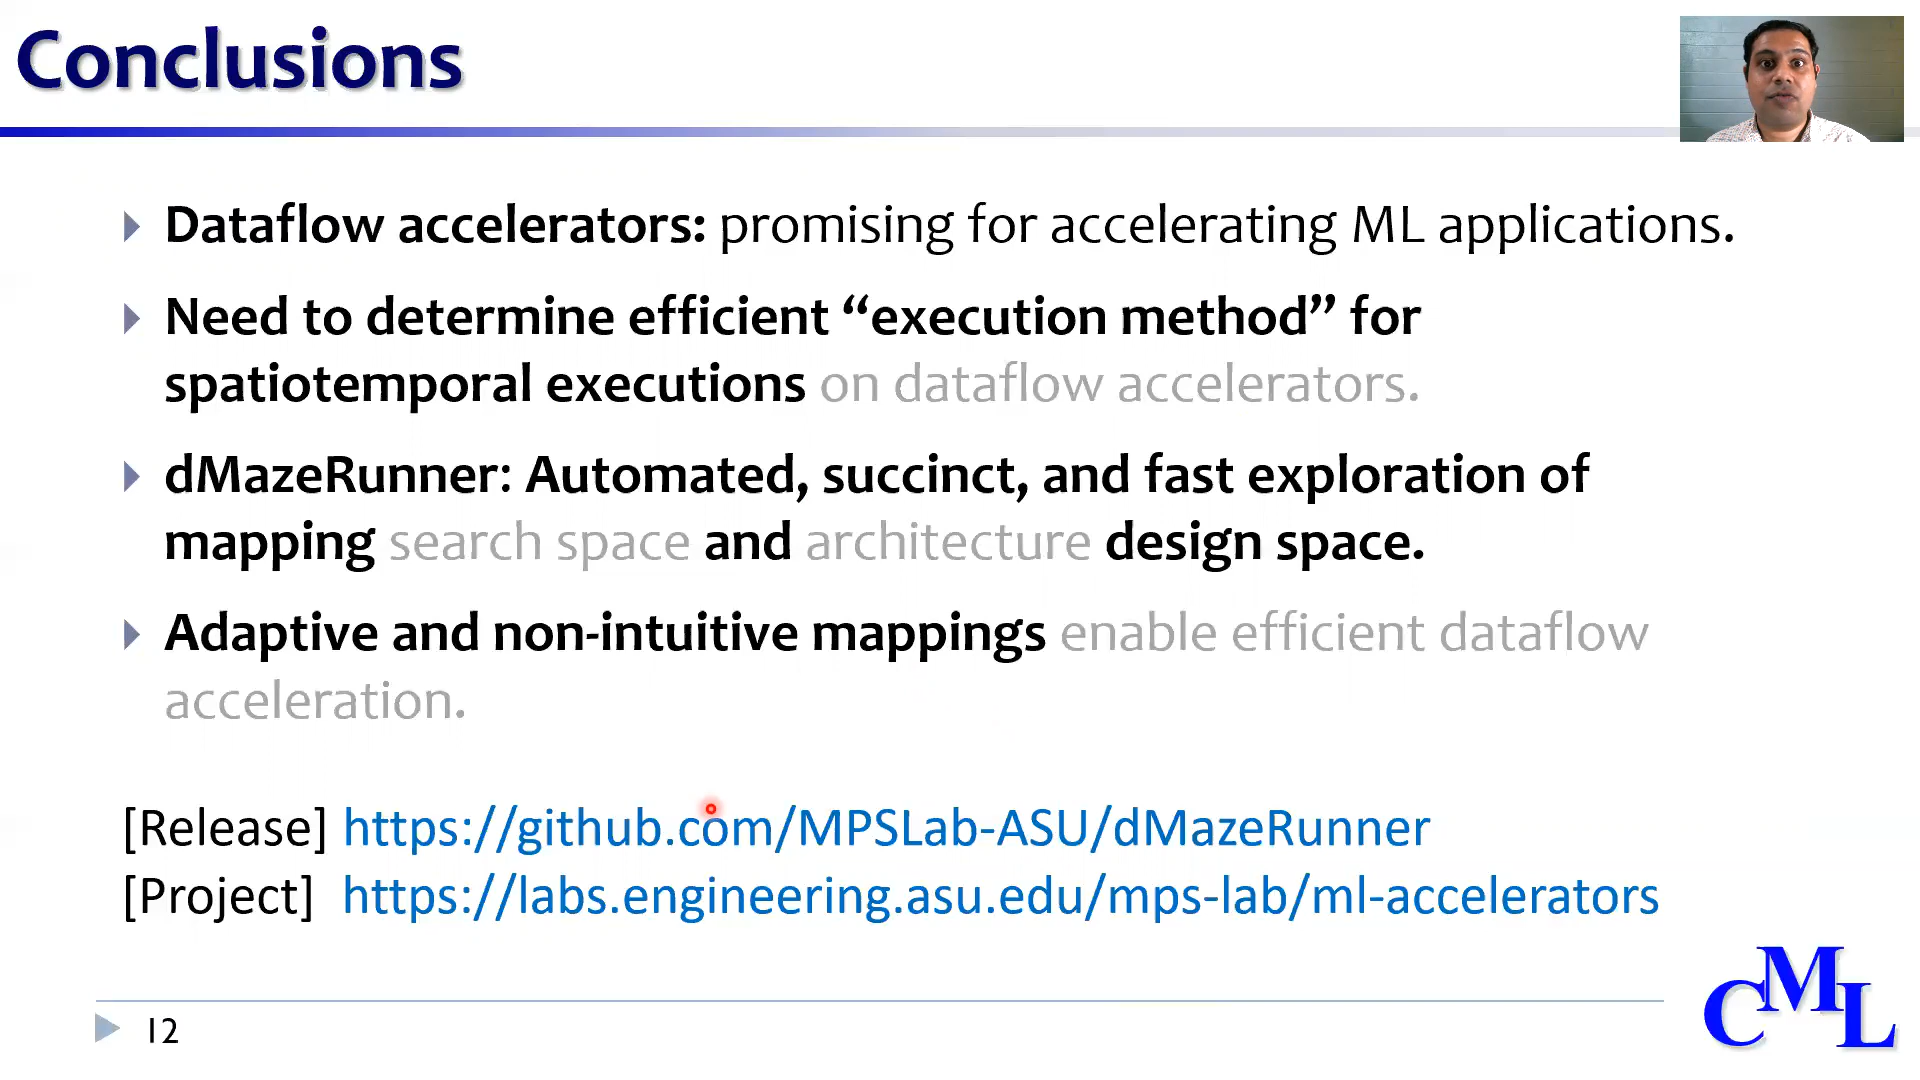 Conclusions
Dataflow accelerators: promising for accelerating ML applications.
Need to determine efficient “execution method” for
spatiotemporal executions on dataflow accelerators.
dMazeRunner: Automated, succinct, and fast exploration of
mapping search space and architecture design space.
Adaptive and non-intuitive mappings enable efficient dataflow
acceleration.
[Release] https://github.com/MPSLab-ASU/dMazeRunner
[Project] https://labs.engineering.asu.edu/mps-lab/ml-accelerators
12
CML